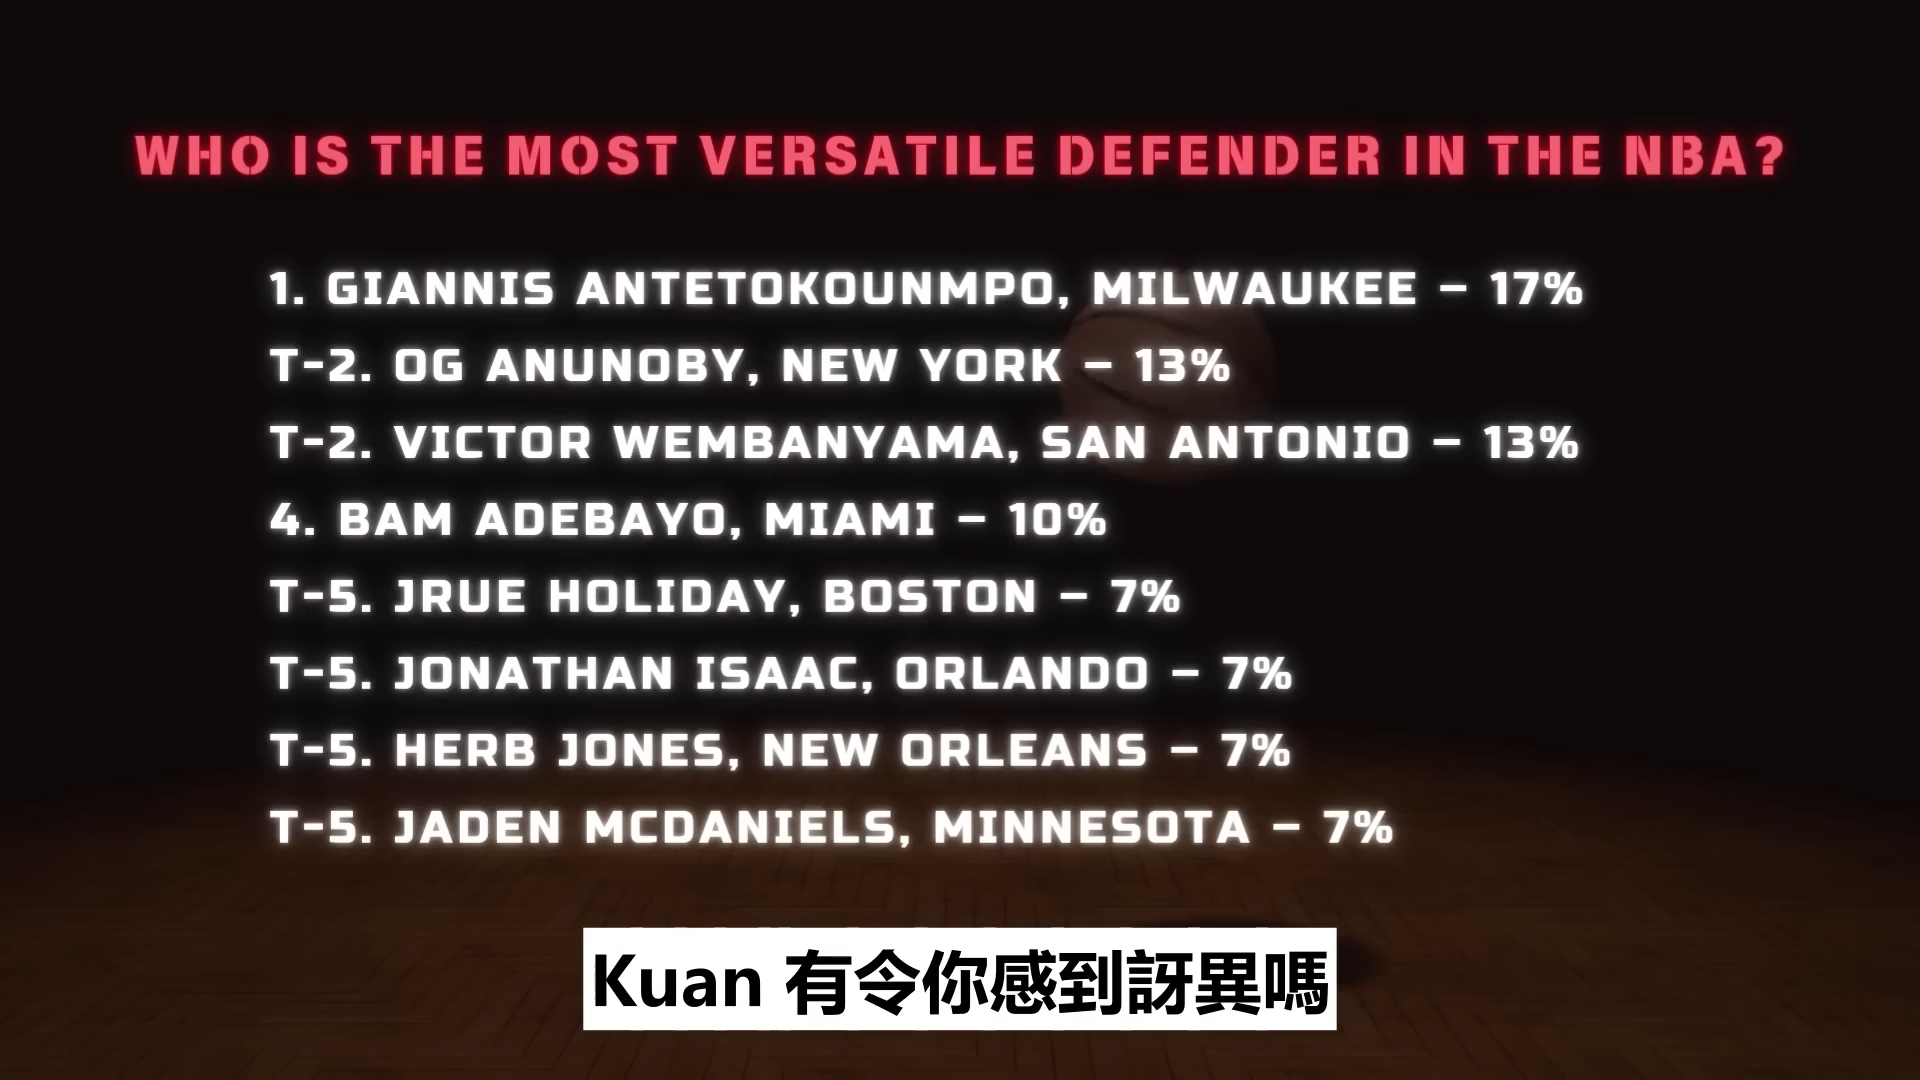 WHO IS THE MOST VERSATILE DEFENDER IN THE NBA?
1. GIANNIS ANTETOKOUNMPO, MILWAUKEE – 17%
T-2. OG ANUNOBY, NEW YORK – 13%
T-2. VICTOR WEMBANYAMA, SAN ANTONIO – 13%
4. BAM ADEBAYO, MIAMI – 10%
T-5. JRUE HOLIDAY, BOSTON – 7%
T-5. JONATHAN ISAAC, ORLANDO – 7%
T-5. HERB JONES, NEW ORLEANS – 7%
T-5. JADEN MCDANIELS, MINNESOTA – 7%
Kuan 有令你感到訝異嗎